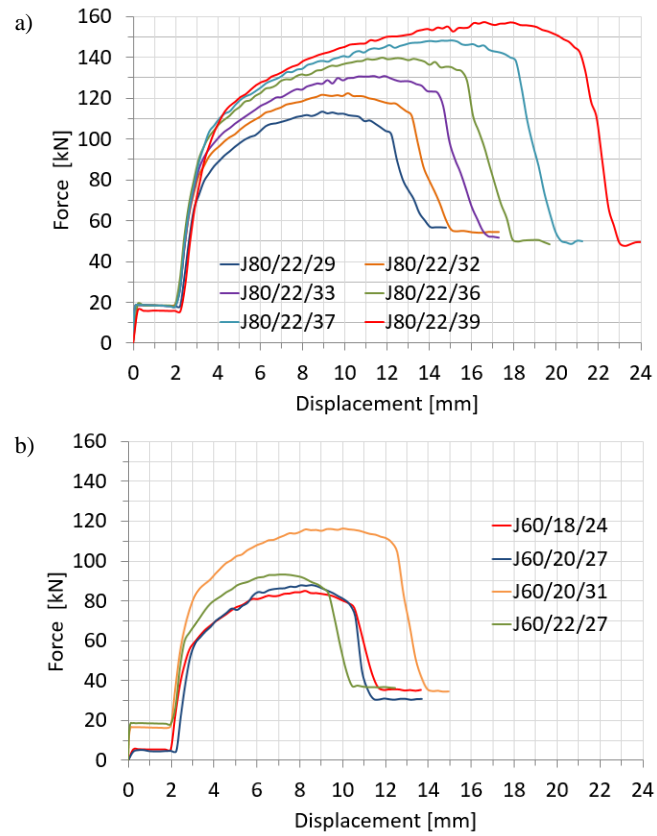 a)
160
140
120
100
80
60
40
20
0
Force [kN]
J80/22/29 J80/22/32
J80/22/33 J80/22/36
J80/22/37 J80/22/39
0 2 4 6 8 10 12 14 16 18 20 22 24
Displacement [mm]
b)
160
140
120
100
80
60
40
20
0
Force [kN]
J60/18/24
J60/20/27
J60/20/31
J60/22/27
0 2 4 6 8 10 12 14 16 18 20 22 24
Displacement [mm]